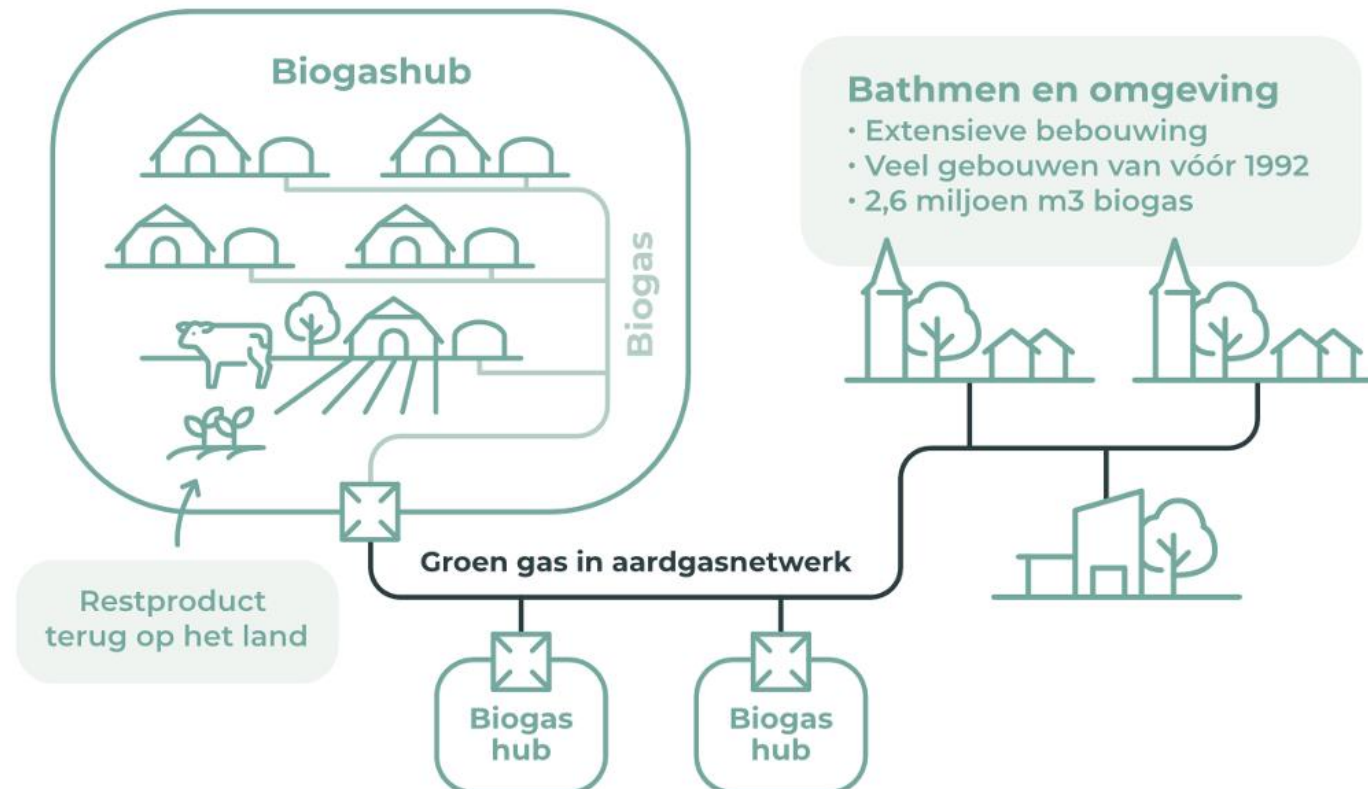 Biogashub
Biogas
Bathmen en omgeving
• Extensieve bebouwing
• Veel gebouwen van vóór 1992
• 2,6 miljoen m3 biogas
Groen gas in aardgasnetwerk
Restproduct
terug op het land
Biogas
hub
Biogas
hub